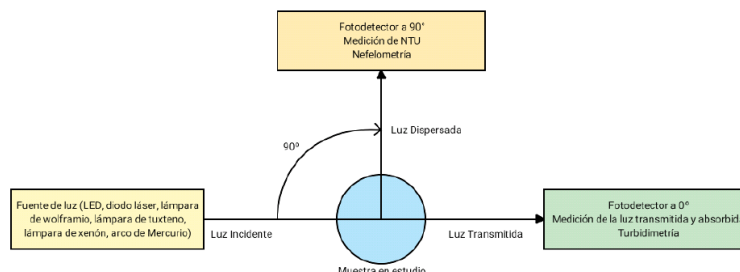 Fotodetector a 90°
Medición de NTU
Nefelometría
Luz Dispersada
90º
Fuente de luz (LED, diodo láser, lámpara
de wolframio, lámpara de tuxteno,
lámpara de xenón, arco de Mercurio)
Luz Incidente
Luz Transmitida
Fotodetector a 0°
Medición de la luz transmitida y absorbida
Turbidimetría
Muestra en estudio